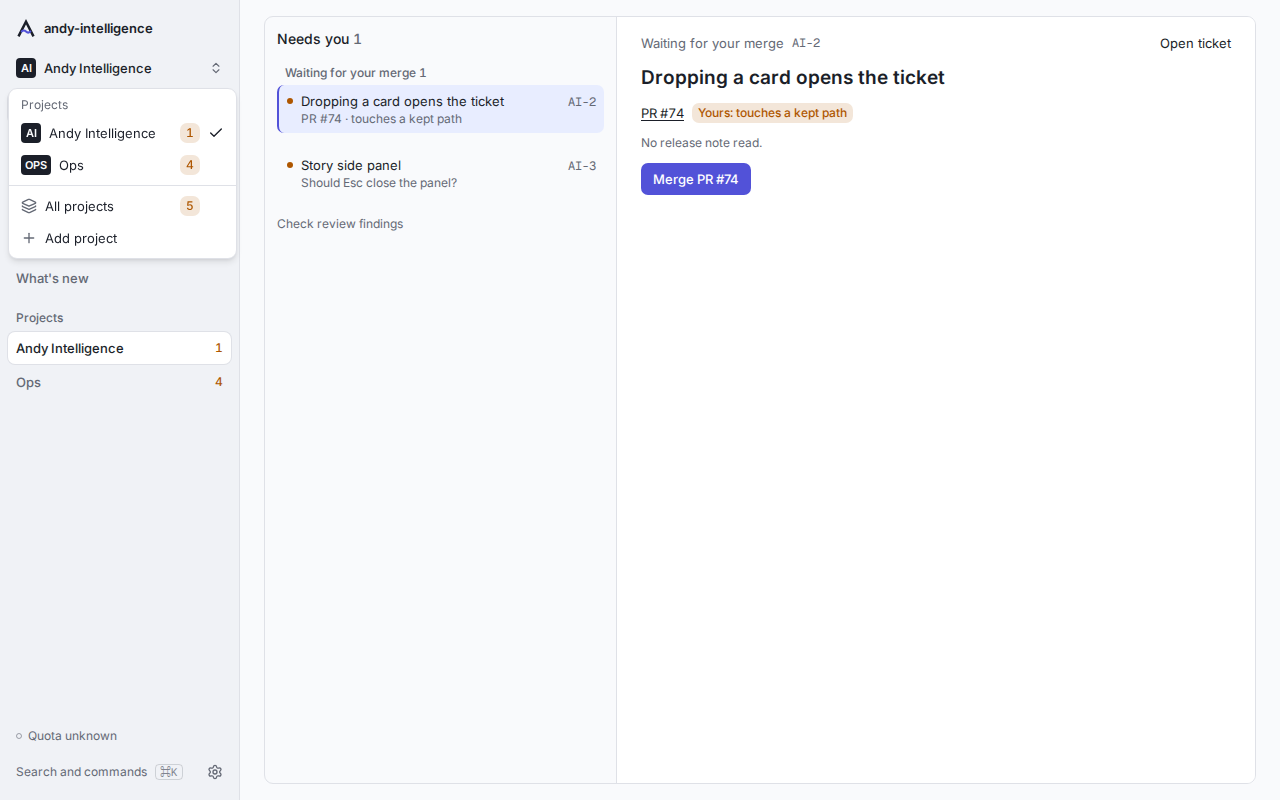 andy-intelligence
AI Andy Intelligence
Projects
AI Andy Intelligence 1
OPS Ops 4
All projects 5
Add project
What's new
Projects
Andy Intelligence 1
Ops 4
Quota unknown
Search and commands ⌘K
Needs you 1
Waiting for your merge 1
Dropping a card opens the ticket AI-2
PR #74 · touches a kept path
Story side panel AI-3
Should Esc close the panel?
Check review findings
Waiting for your merge AI-2 Open ticket
Dropping a card opens the ticket
PR #74 Yours: touches a kept path
No release note read.
Merge PR #74